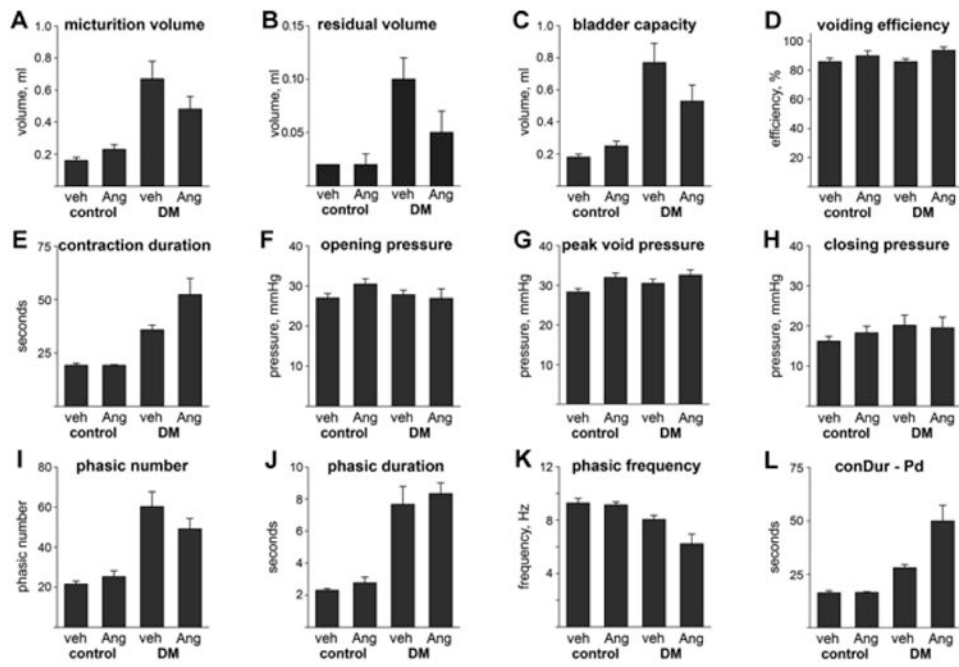 A micturition volume
volume, ml
1.0
0.8
0.6
0.4
0.2
veh Ang veh Ang
control DM
B residual volume
volume, ml
0.15
0.10
0.05
veh Ang veh Ang
control DM
C bladder capacity
volume, ml
1.0
0.8
0.6
0.4
0.2
veh Ang veh Ang
control DM
D voiding efficiency
efficiency, %
100
80
60
40
20
veh Ang veh Ang
control DM
E contraction duration
seconds
75
50
25
veh Ang veh Ang
control DM
F opening pressure
pressure, mmHg
40
30
20
10
veh Ang veh Ang
control DM
G peak void pressure
pressure, mmHg
40
30
20
10
veh Ang veh Ang
control DM
H closing pressure
pressure, mmHg
40
30
20
10
veh Ang veh Ang
control DM
I phasic number
phasic number
80
60
40
20
veh Ang veh Ang
control DM
J phasic duration
seconds
10
8
6
4
2
veh Ang veh Ang
control DM
K phasic frequency
frequency, Hz
12
8
4
veh Ang veh Ang
control DM
L conDur - Pd
seconds
75
50
25
veh Ang veh Ang
control DM